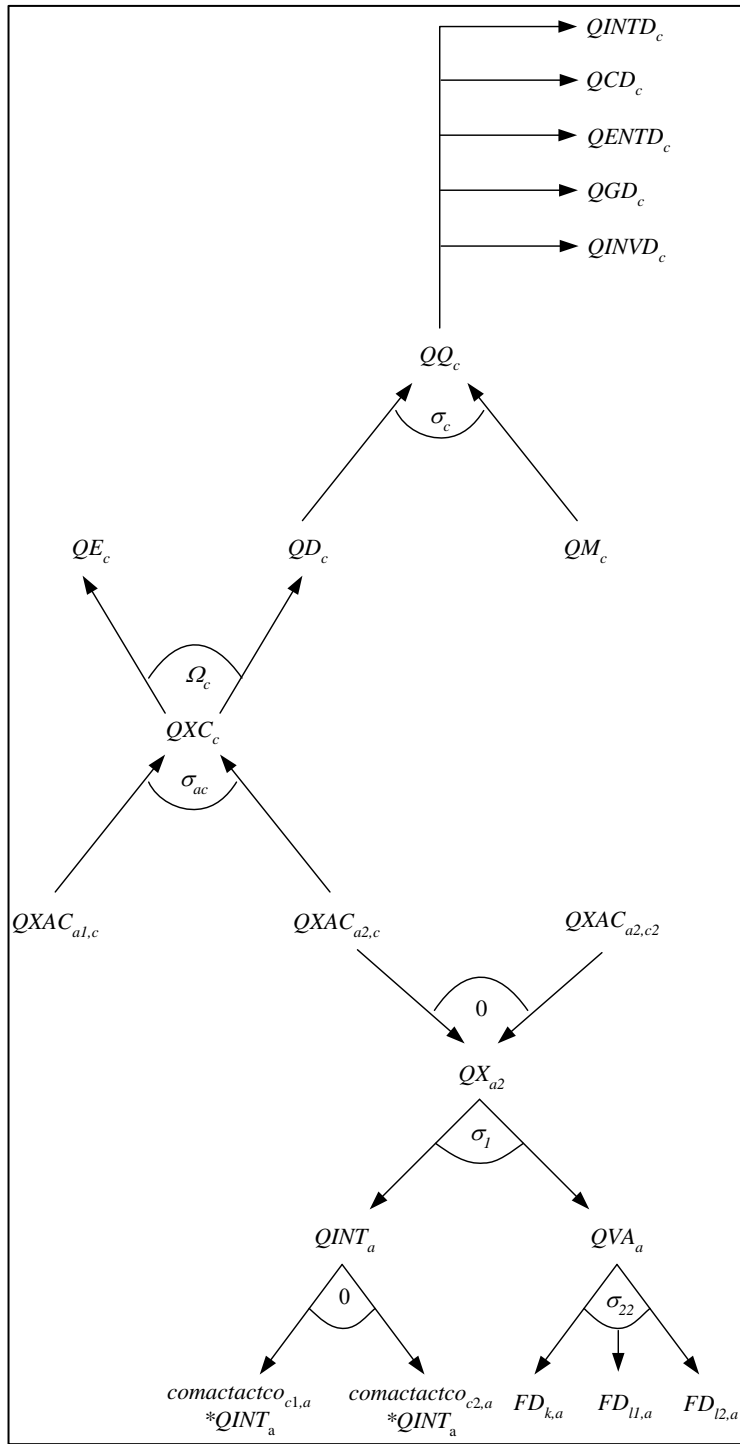 QINTD_c
QCD_c
QENTD_c
QGD_c
QINVD_c
QQ_c
σ_c
QE_c QD_c QM_c
Ω_c
QXC_c
σ_ac
QXAC_a1,c QXAC_a2,c QXAC_a2,c2
0
QX_a2
σ_1
QINT_a QVA_a
0 σ_22
comactactco_c1,a comactactco_c2,a FD_k,a FD_l1,a FD_l2,a
*QINT_a *QINT_a